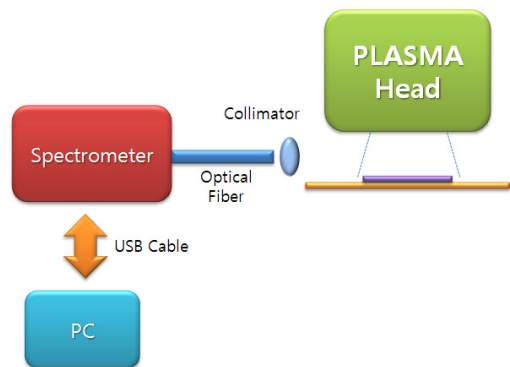 PLASMA
Head
Collimator
Spectrometer
Optical
Fiber
USB Cable
PC